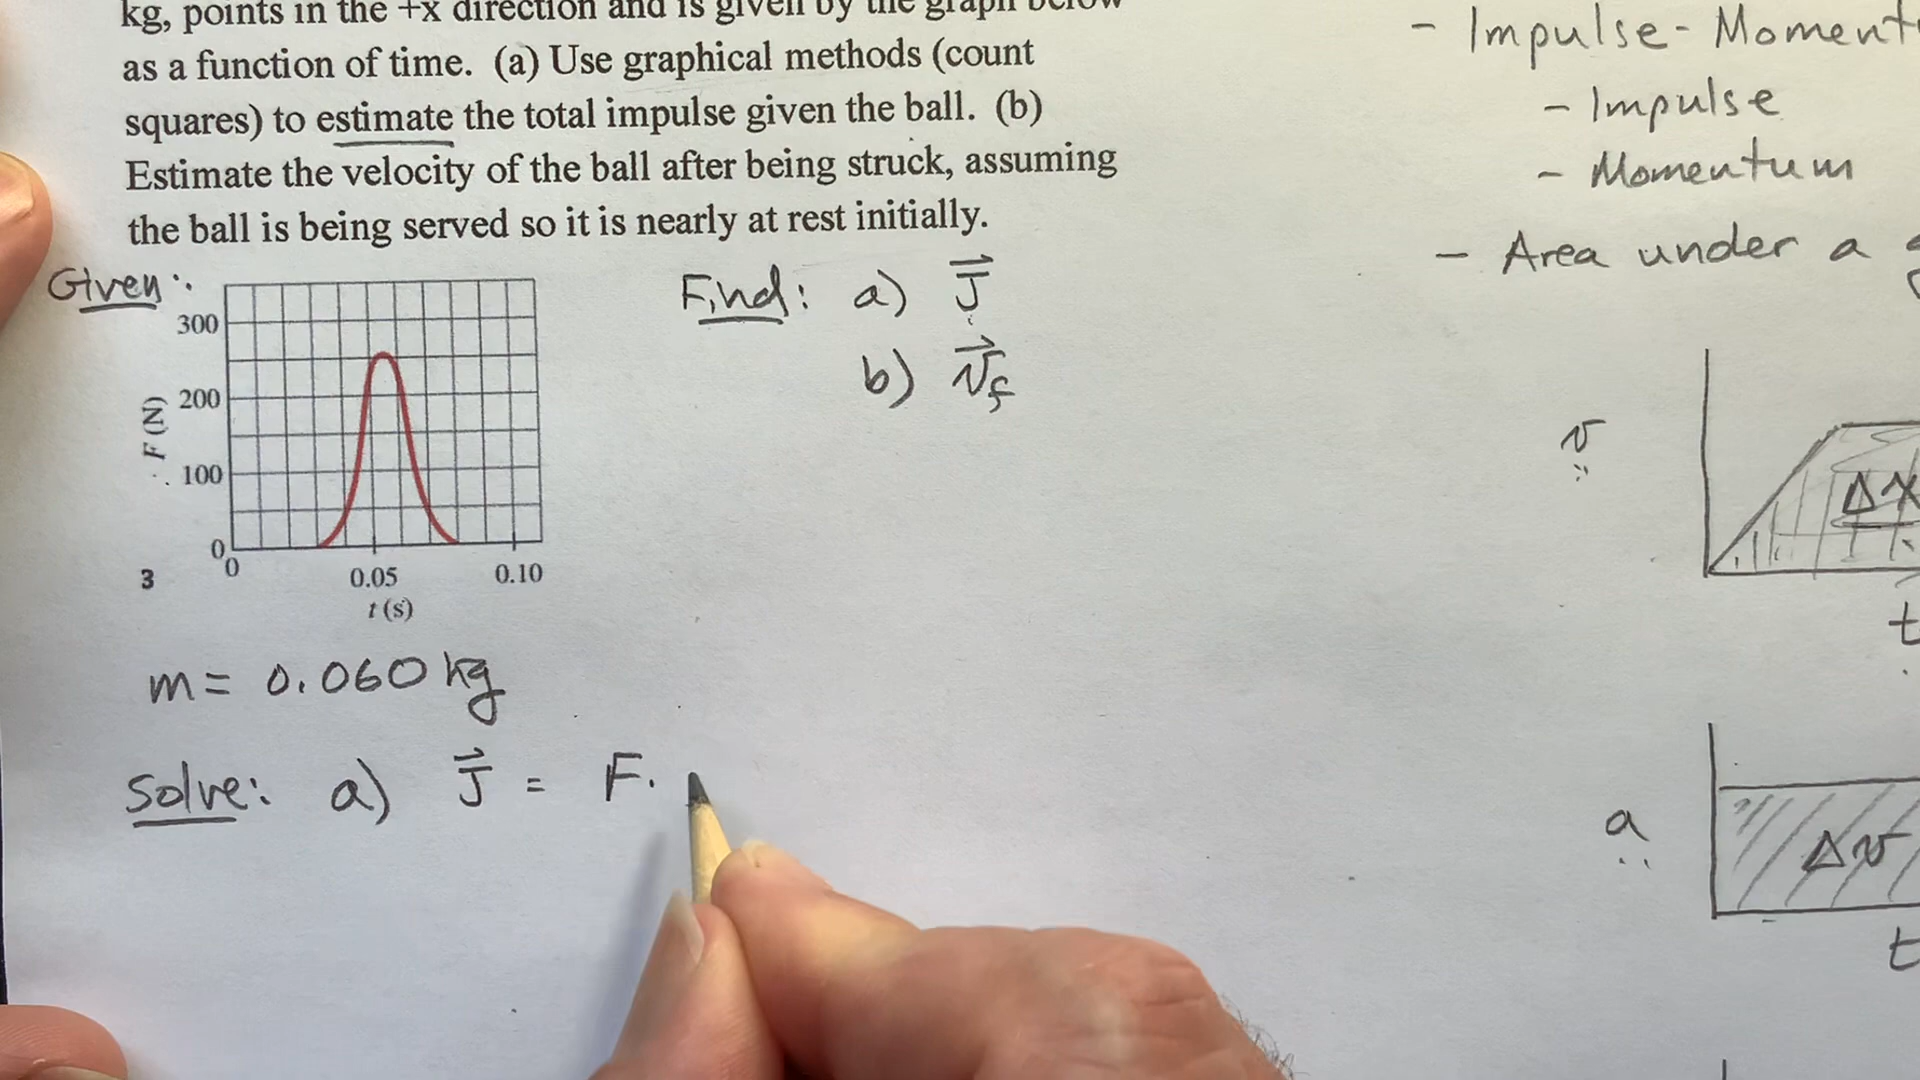 kg, points in the +x direction and is given by the graph below
as a function of time. (a) Use graphical methods (count
squares) to estimate the total impulse given the ball. (b)
Estimate the velocity of the ball after being struck, assuming
the ball is being served so it is nearly at rest initially.
Given:
300
200
100
0
F (N)
0 0.05 0.10
t (s)
3
m = 0.060 kg
Find: a) J⃗
b) v⃗f
Solve: a) J⃗ = F.
- Impulse - Moment
- Impulse
- Momentum
- Area under a
v
Δx
t
a
Δv
t